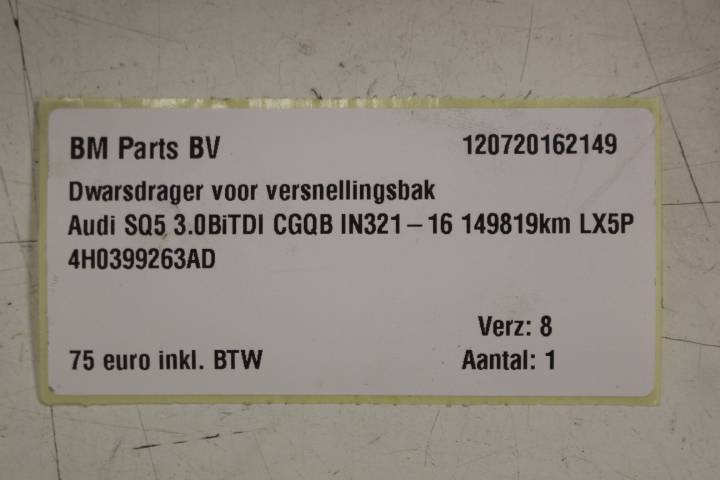 BM Parts BV 120720162149
Dwarsdrager voor versnellingsbak
Audi SQ5 3.0BiTDI CGQB IN321 – 16 149819km LX5P
4H0399263AD
Verz: 8
75 euro inkl. BTW Aantal: 1